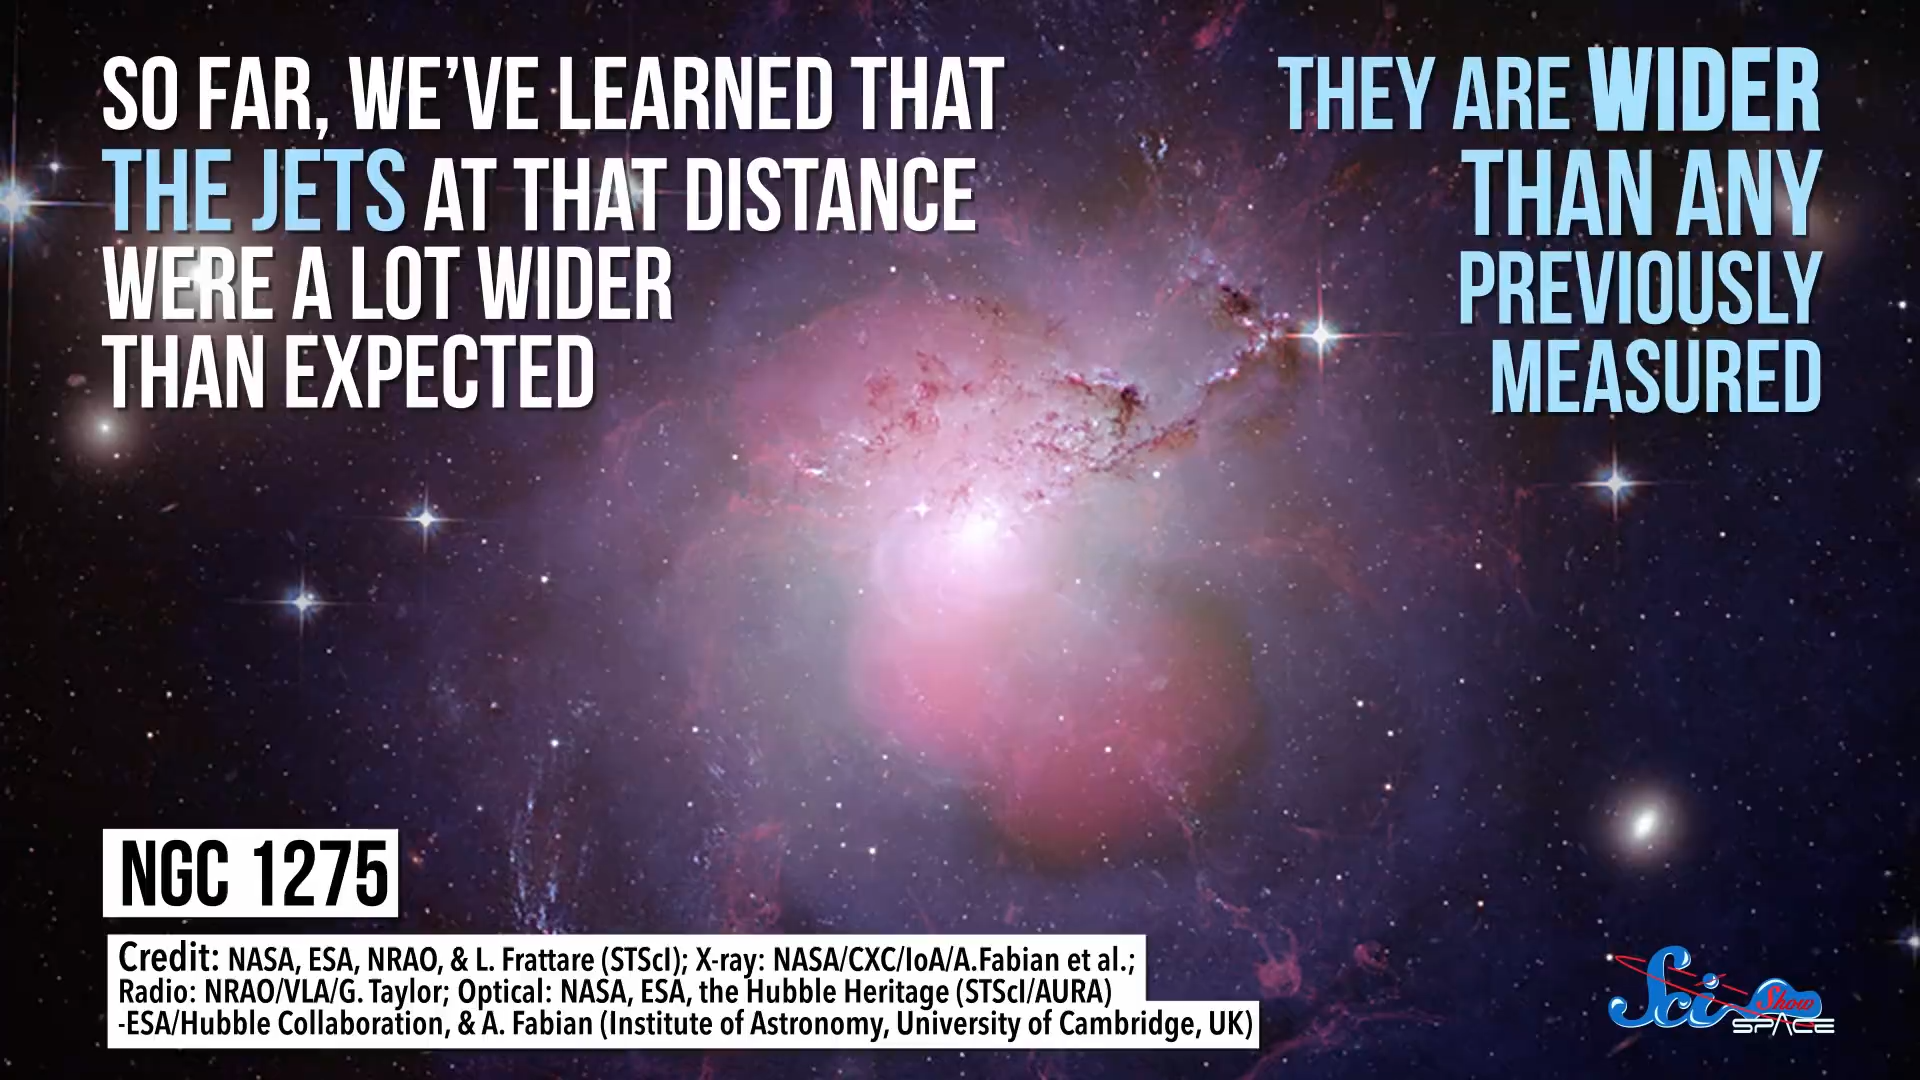 SO FAR, WE'VE LEARNED THAT
THE JETS AT THAT DISTANCE
WERE A LOT WIDER
THAN EXPECTED
THEY ARE WIDER
THAN ANY
PREVIOUSLY
MEASURED
NGC 1275
Credit: NASA, ESA, NRAO, & L. Frattare (STScI); X-ray: NASA/CXC/IoA/A.Fabian et al.;
Radio: NRAO/VLA/G. Taylor; Optical: NASA, ESA, the Hubble Heritage (STScI/AURA)
-ESA/Hubble Collaboration, & A. Fabian (Institute of Astronomy, University of Cambridge, UK)
Sci Show
SPACE